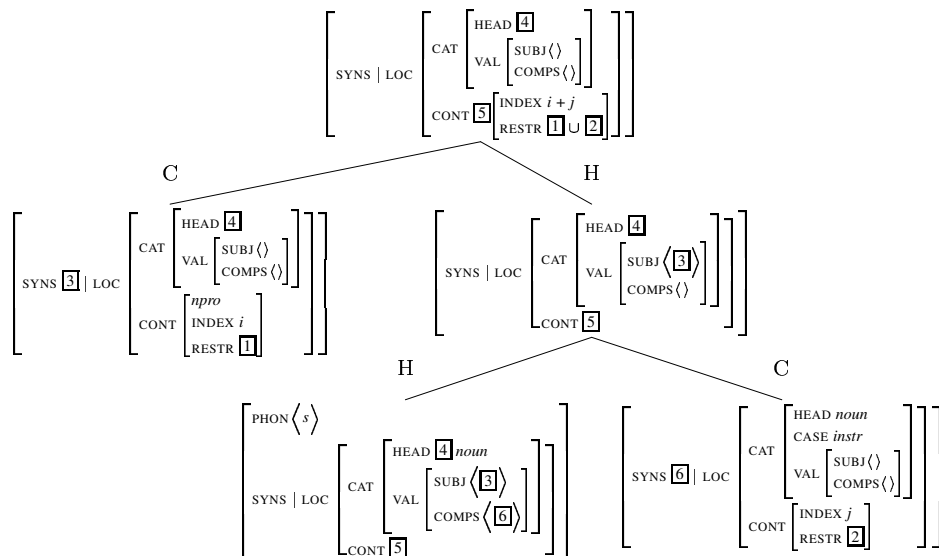 HEAD 4
CAT
VAL SUBJ⟨⟩
COMPS⟨⟩
SYNS | LOC
CONT 5 INDEX i + j
RESTR 1 ∪ 2
C H
HEAD 4
CAT
VAL SUBJ⟨⟩
COMPS⟨⟩
SYNS 3 | LOC
npro
CONT INDEX i
RESTR 1
HEAD 4
CAT
VAL SUBJ⟨3⟩
COMPS⟨⟩
SYNS | LOC
CONT 5
H C
PHON⟨s⟩
HEAD 4 noun
CAT
VAL SUBJ⟨3⟩
COMPS⟨6⟩
SYNS | LOC
CONT 5
HEAD noun
CASE instr
CAT
VAL SUBJ⟨⟩
COMPS⟨⟩
SYNS 6 | LOC
CONT INDEX j
RESTR 2